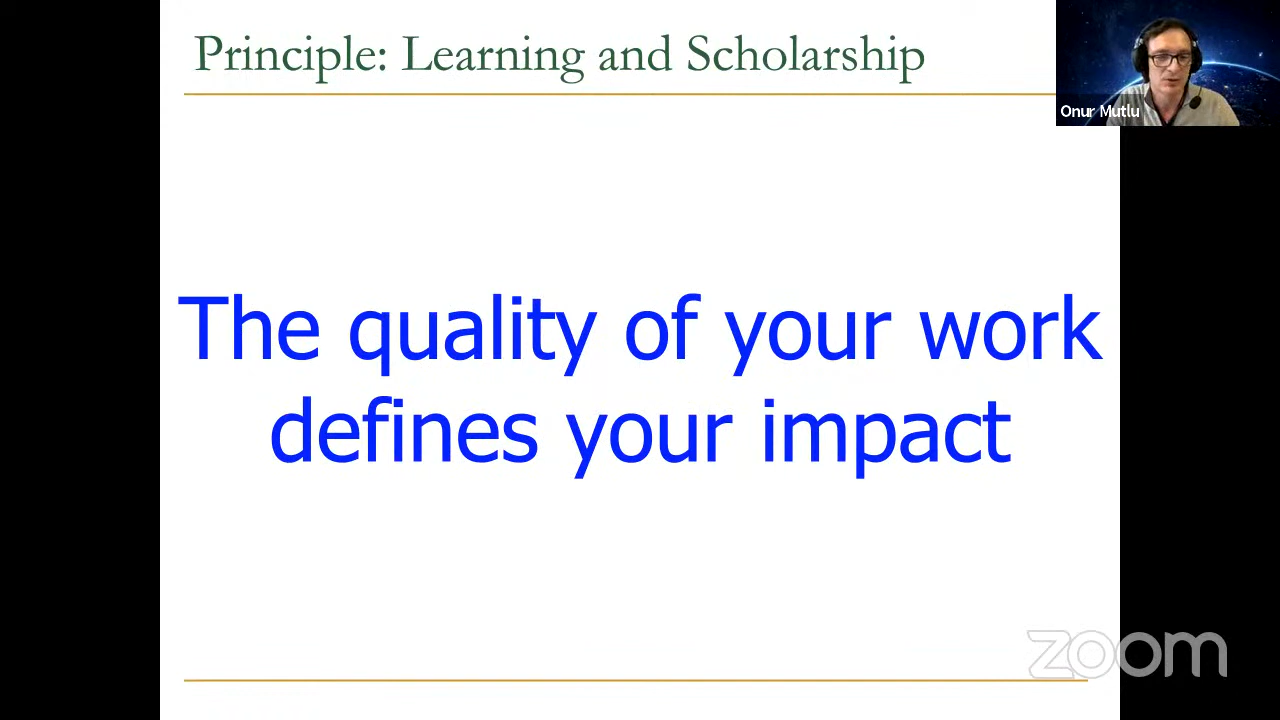 Principle: Learning and Scholarship
Onur Mutlu
The quality of your work
defines your impact
zoom